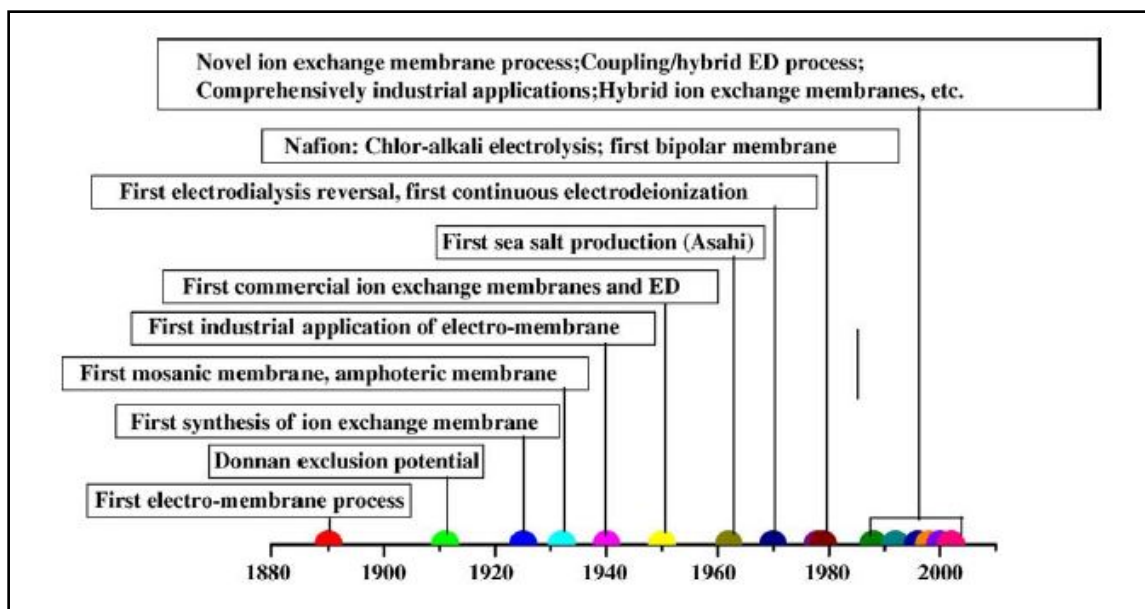 Novel ion exchange membrane process;Coupling/hybrid ED process;
Comprehensively industrial applications;Hybrid ion exchange membranes, etc.
Nafion: Chlor-alkali electrolysis; first bipolar membrane
First electrodialysis reversal, first continuous electrodeionization
First sea salt production (Asahi)
First commercial ion exchange membranes and ED
First industrial application of electro-membrane
First mosanic membrane, amphoteric membrane
First synthesis of ion exchange membrane
Donnan exclusion potential
First electro-membrane process
1880 1900 1920 1940 1960 1980 2000